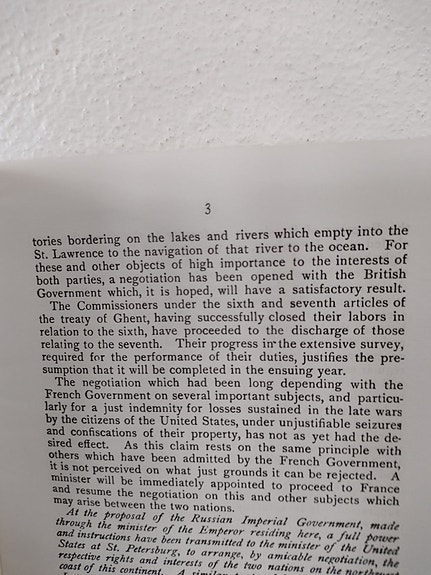 3
tories bordering on the lakes and rivers which empty into the
St. Lawrence to the navigation of that river to the ocean. For
these and other objects of high importance to the interests of
both parties, a negotiation has been opened with the British
Government which, it is hoped, will have a satisfactory result.
The Commissioners under the sixth and seventh articles of
the treaty of Ghent, having successfully closed their labors in
relation to the sixth, have proceeded to the discharge of those
relating to the seventh. Their progress in the extensive survey,
required for the performance of their duties, justifies the pre-
sumption that it will be completed in the ensuing year.
The negotiation which had been long depending with the
French Government on several important subjects, and particu-
larly for a just indemnity for losses sustained in the late wars
by the citizens of the United States, under unjustifiable seizures
and confiscations of their property, has not as yet had the de-
sired effect. As this claim rests on the same principle with
others which have been admitted by the French Government,
it is not perceived on what just grounds it can be rejected. A
minister will be immediately appointed to proceed to France
and resume the negotiation on this and other subjects which
may arise between the two nations.
At the proposal of the Russian Imperial Government, made
through the minister of the Emperor residing here, a full power
and instructions have been transmitted to the minister of the United
States at St. Petersburg, to arrange, by amicable negotiation, the
respective rights and interests of the two nations on the northwest
coast of this continent. A similar